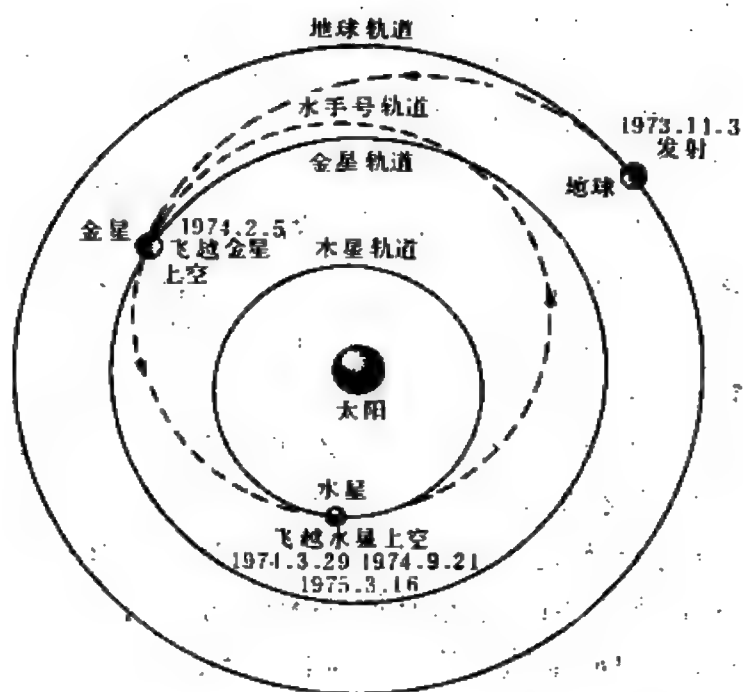 地球轨道
水手号轨道
1973.11.3
发射
金星轨道
地球
金星
1974.2.5
飞越金星
上空
水星轨道
太阳
水星
飞越水星上空
1974.3.29 1974.9.21
1975.3.16